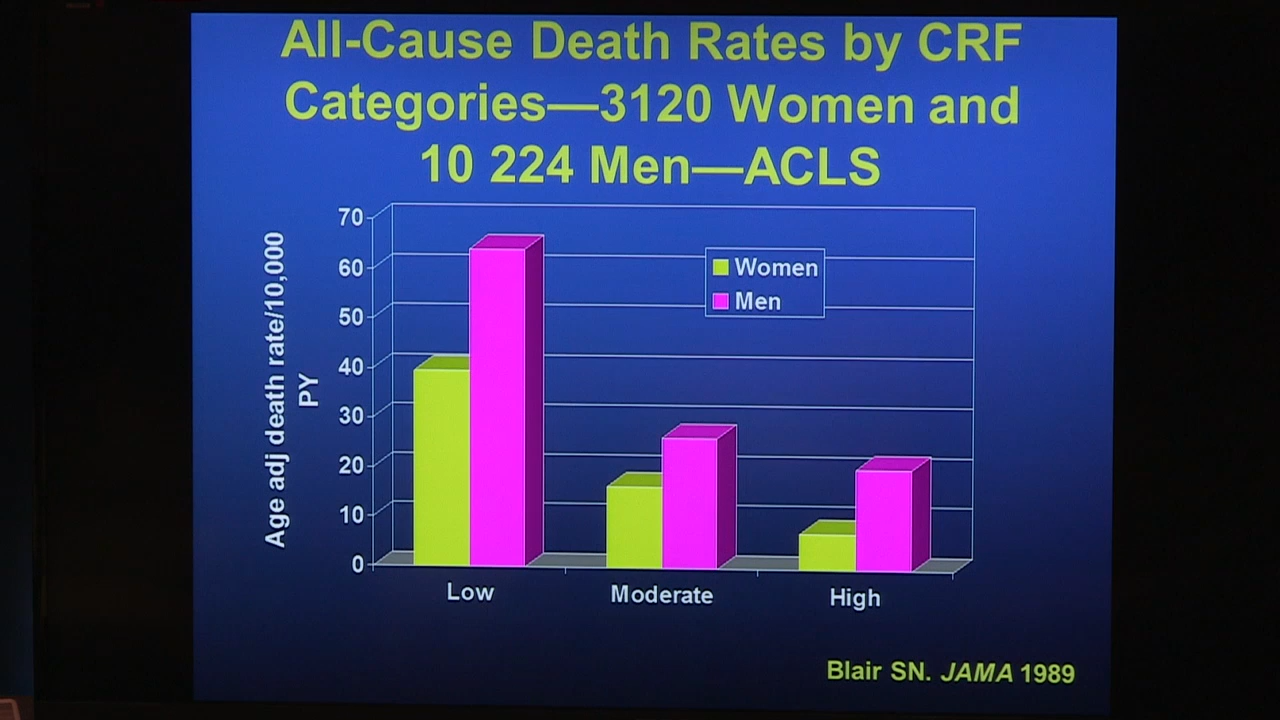 All-Cause Death Rates by CRF
Categories—3120 Women and
10 224 Men—ACLS
Age adj death rate/10,000
PY
70
60
50
40
30
20
10
0
Women
Men
Low
Moderate
High
Blair SN. JAMA 1989